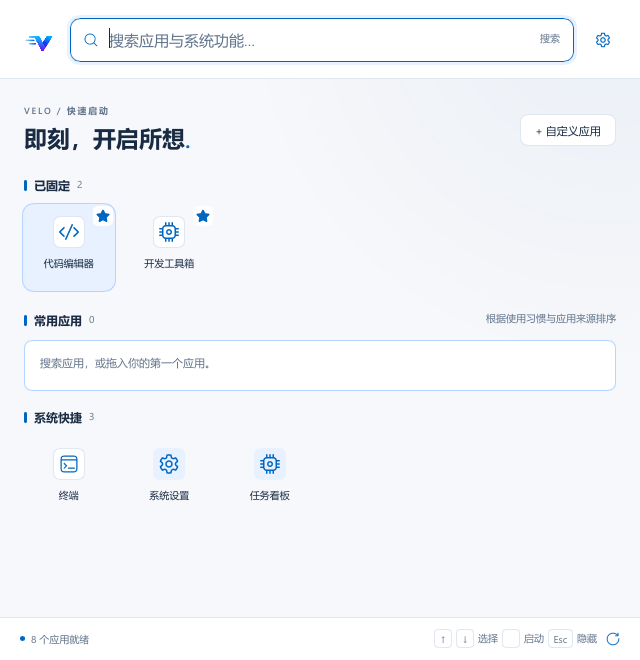 搜索应用与系统功能...
搜索
VELO / 快速启动
即刻，开启所想.
+ 自定义应用
已固定 2
代码编辑器
开发工具箱
常用应用 0
根据使用习惯与应用来源排序
搜索应用，或拖入你的第一个应用。
系统快捷 3
终端
系统设置
任务看板
8 个应用就绪
↑ ↓ 选择 启动 Esc 隐藏